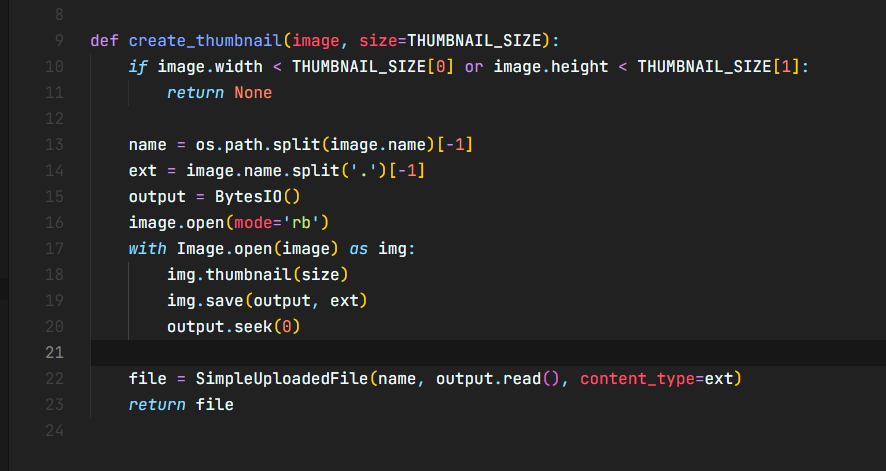 8
9 def create_thumbnail(image, size=THUMBNAIL_SIZE):
10     if image.width < THUMBNAIL_SIZE[0] or image.height < THUMBNAIL_SIZE[1]:
11         return None
12
13     name = os.path.split(image.name)[-1]
14     ext = image.name.split('.')[-1]
15     output = BytesIO()
16     image.open(mode='rb')
17     with Image.open(image) as img:
18         img.thumbnail(size)
19         img.save(output, ext)
20         output.seek(0)
21
22     file = SimpleUploadedFile(name, output.read(), content_type=ext)
23     return file
24